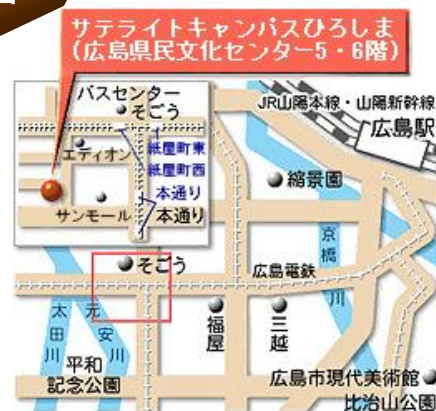 サテライトキャンパスひろしま
(広島県民文化センター5・6階)
バスセンター
そごう
エディオン
紙屋町東
紙屋町西
本通り
サンモール
本通り
JR山陽本線・山陽新幹線
広島駅
縮景園
京橋川
そごう
広島電鉄
太田川
元安川
福屋
三越
平和
記念公園
広島市現代美術館
比治山公園